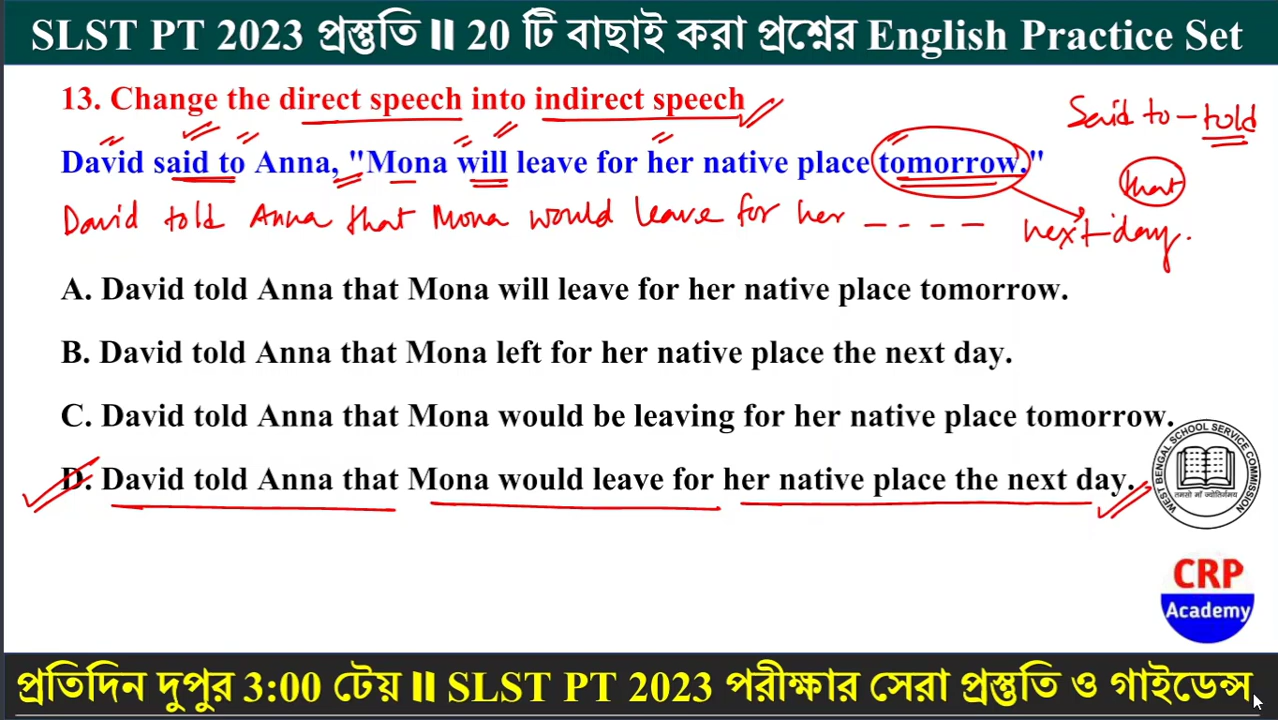 SLST PT 2023 প্রস্তুতি ॥ 20 টি বাছাই করা প্রশ্নের English Practice Set
13. Change the direct speech into indirect speech
Said to - told
David said to Anna, "Mona will leave for her native place tomorrow."
that
David told Anna that Mona would leave for her ----
next day.
A. David told Anna that Mona will leave for her native place tomorrow.
B. David told Anna that Mona left for her native place the next day.
C. David told Anna that Mona would be leaving for her native place tomorrow.
D. David told Anna that Mona would leave for her native place the next day.
WEST BENGAL SCHOOL SERVICE COMMISSION
तमसो माँ ज्योतिर्गमय
CRP
Academy
প্রতিদিন দুপুর 3:00 টেয় ॥ SLST PT 2023 পরীক্ষার সেরা প্রস্তুতি ও গাইডেন্স